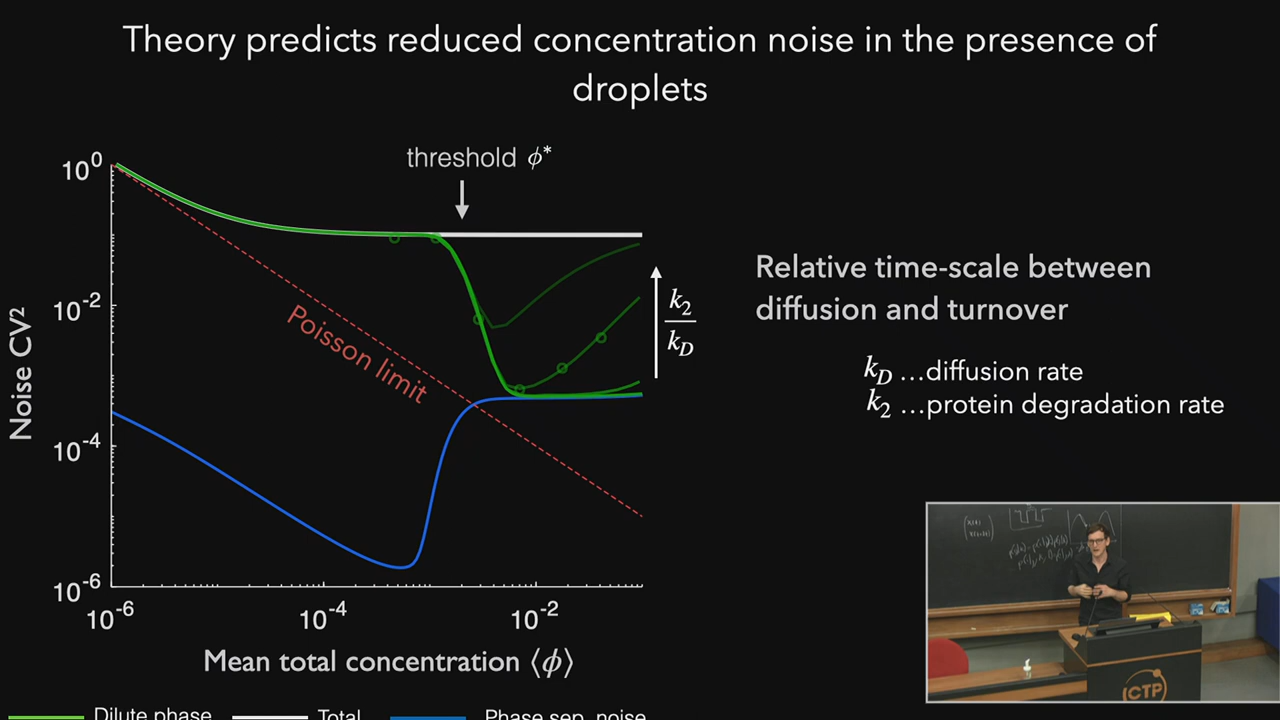 Theory predicts reduced concentration noise in the presence of
droplets
threshold ϕ*
10⁰
10⁻²
10⁻⁴
10⁻⁶
Noise CV²
Poisson limit
k₂
k_D
Relative time-scale between
diffusion and turnover
k_D ...diffusion rate
k₂ ...protein degradation rate
10⁻⁶
10⁻⁴
10⁻²
Mean total concentration ⟨ϕ⟩
Dilute phase
Total
Phase sep. noise
ICTP